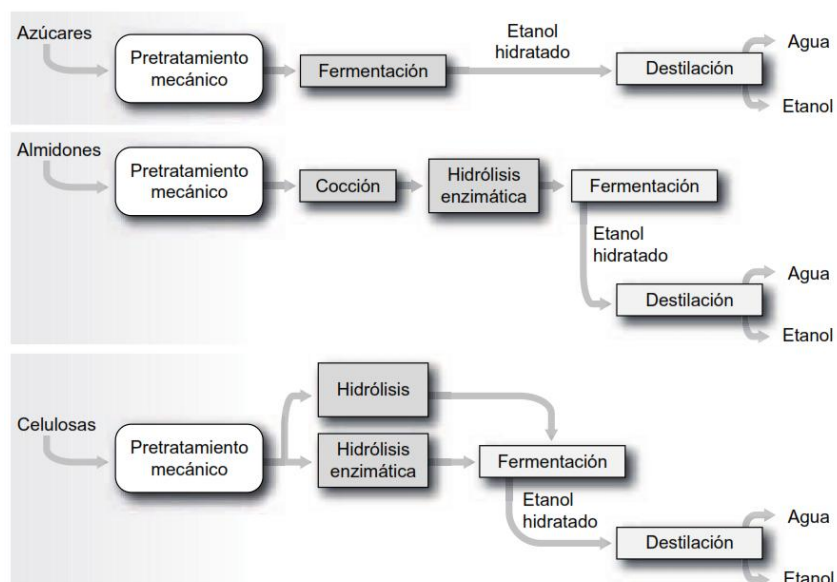 Azúcares
Pretratamiento
mecánico
Fermentación
Etanol
hidratado
Destilación
Agua
Etanol
Almidones
Pretratamiento
mecánico
Cocción
Hidrólisis
enzimática
Fermentación
Etanol
hidratado
Destilación
Agua
Etanol
Celulosas
Pretratamiento
mecánico
Hidrólisis
Hidrólisis
enzimática
Fermentación
Etanol
hidratado
Destilación
Agua
Etanol